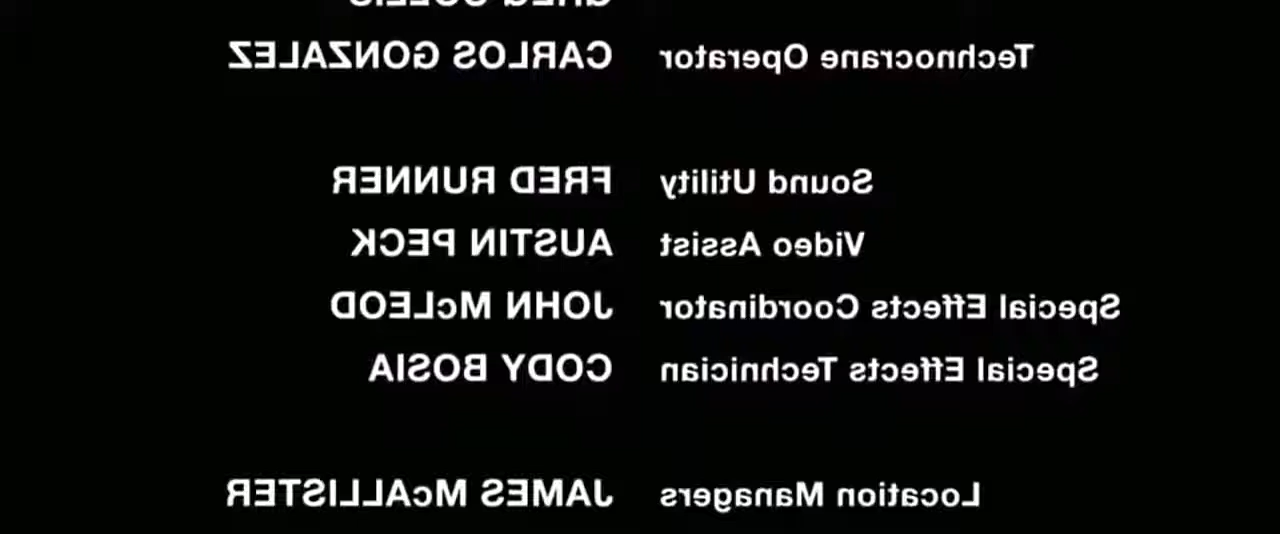 Technocrane Operator CARLOS GONZALEZ
Sound Utility FRED RUNNER
Video Assist AUSTIN PECK
Special Effects Coordinator JOHN McLEOD
Special Effects Technician CODY BOSIA
Location Managers JAMES McALLISTER